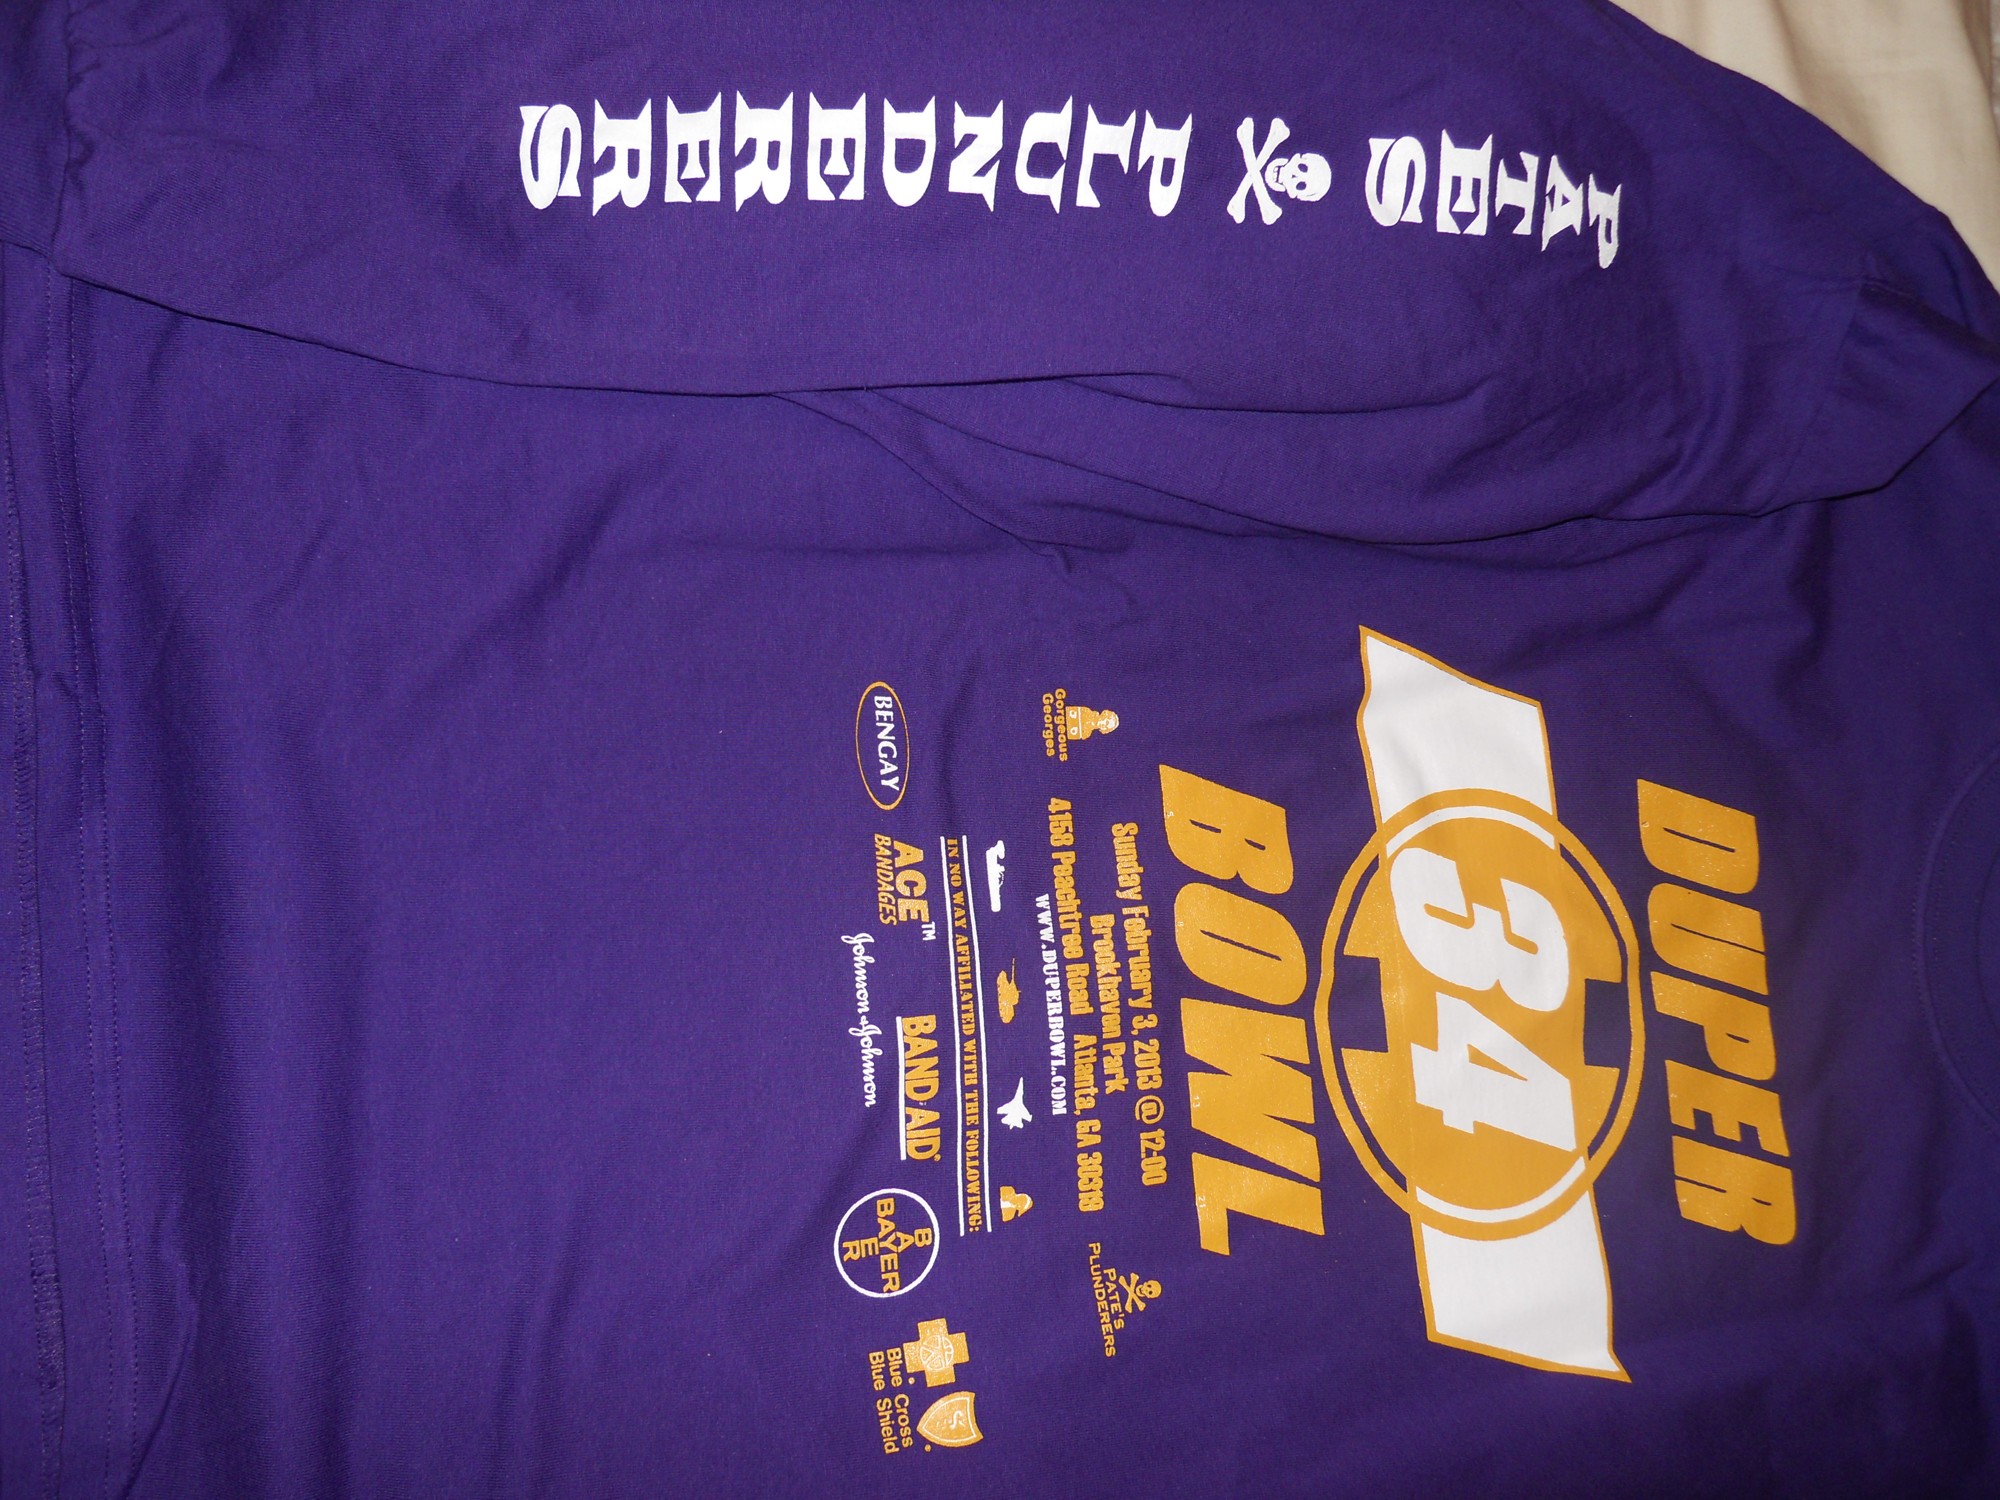 PATES PLUNDERERS
DUPER
34
BOWL
Sunday February 3, 2013 @ 12:00
Brookhaven Park
4158 Peachtree Road Atlanta, GA 30319
WWW.DUPERBOWL.COM
Gorgeous
Georges
PATE'S
PLUNDERERS
IN NO WAY AFFILIATED WITH THE FOLLOWING:
BENGAY
ACE™
BANDAGES
BAND-AID®
Johnson & Johnson
BAYER
BAYER
Blue Cross
Blue Shield